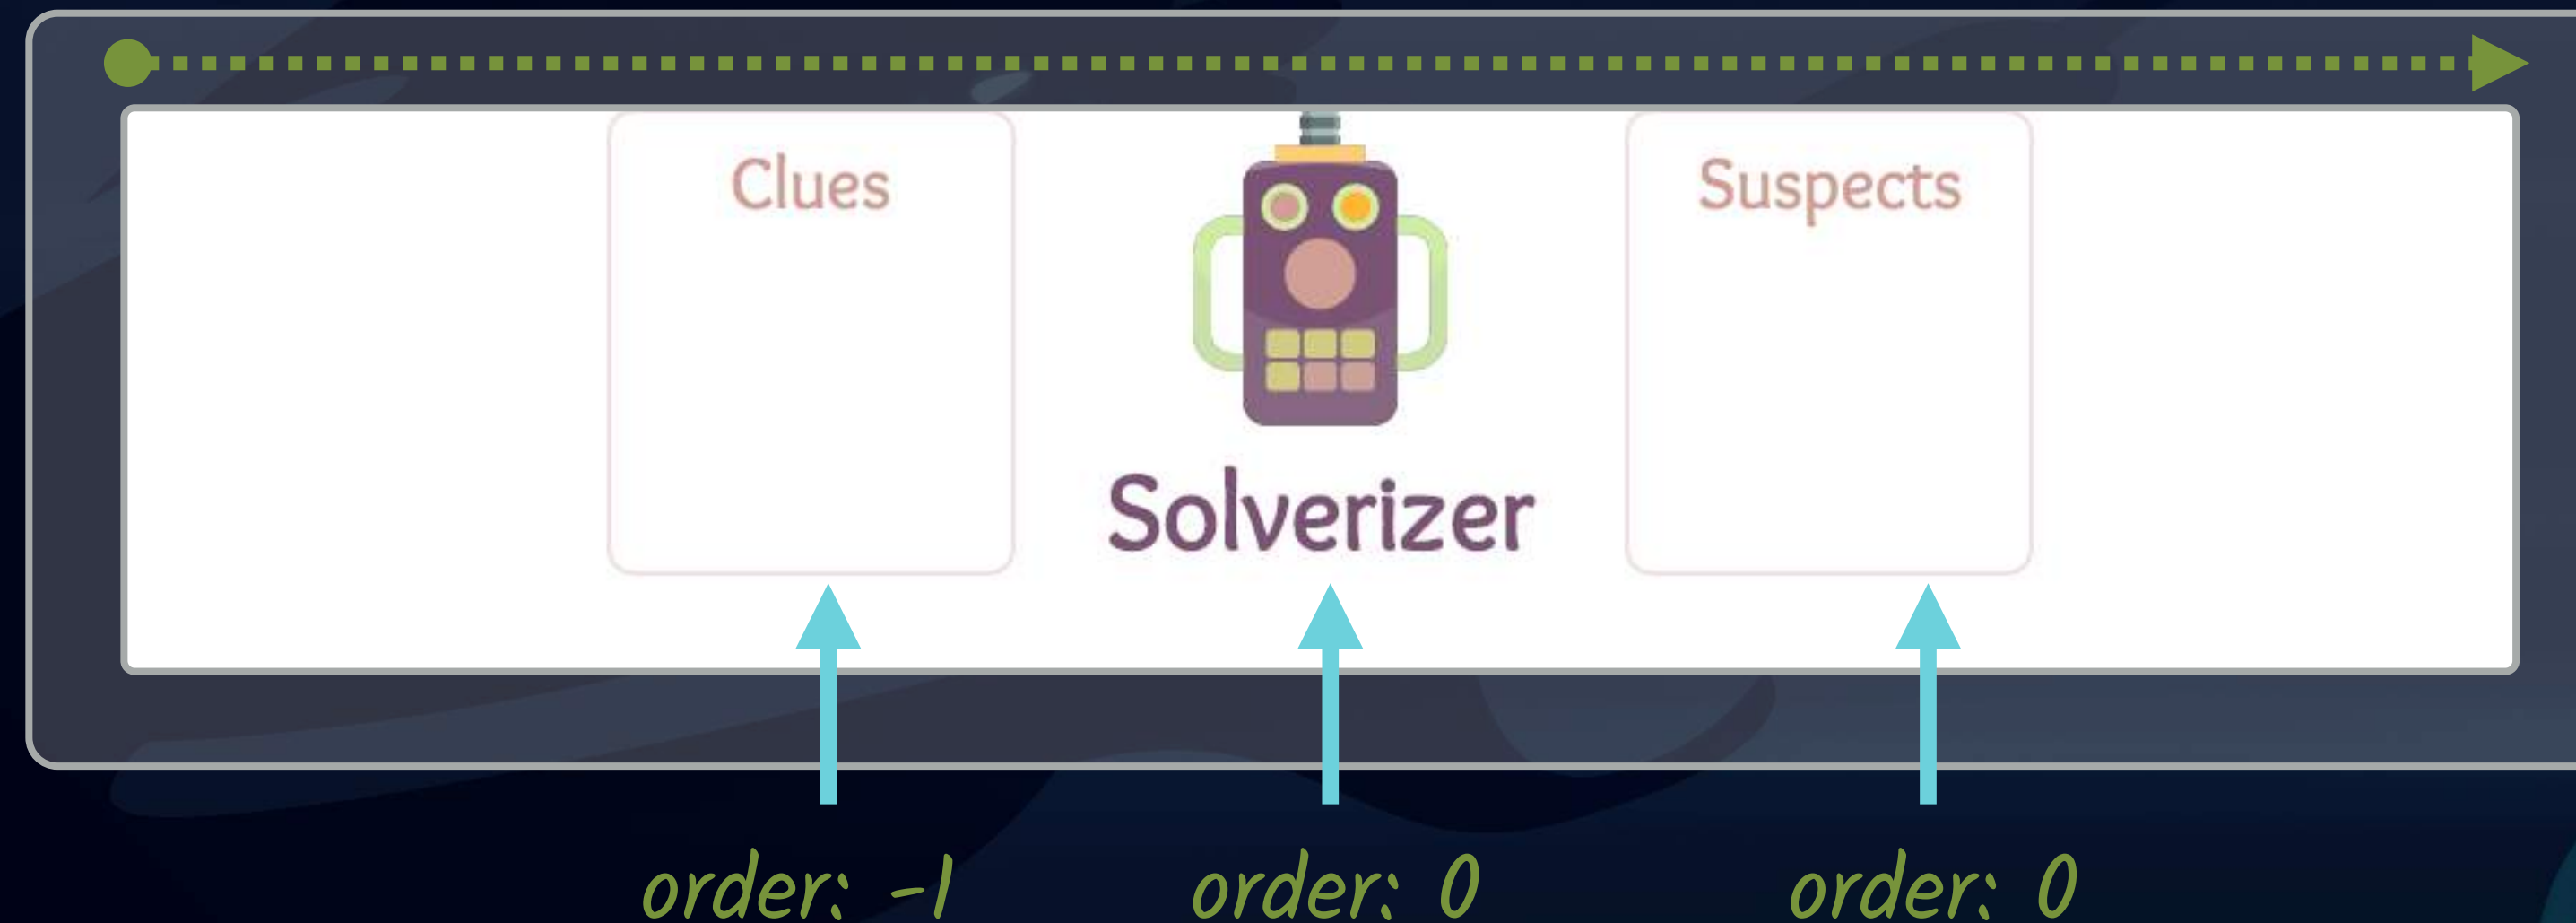 Clues
Suspects
Solverizer
order: -1
order: 0
order: 0